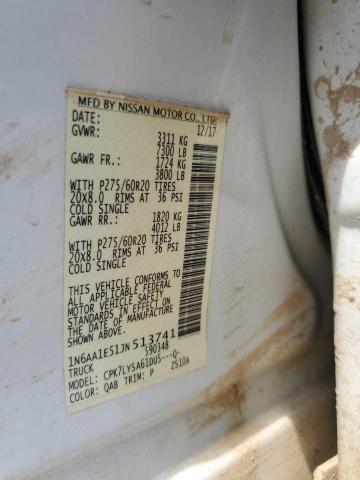 MFD BY NISSAN MOTOR CO., LTD.
DATE: 12/17
GVWR: 3311 KG
7300 LB
GAWR FR.: 1724 KG
3800 LB
WITH P275/60R20 TIRES
20X8.0 RIMS AT 36 PSI
COLD SINGLE
GAWR RR.: 1820 KG
4012 LB
WITH P275/60R20 TIRES
20X8.0 RIMS AT 36 PSI
COLD SINGLE
THIS VEHICLE CONFORMS TO
ALL APPLICABLE FEDERAL
MOTOR VEHICLE SAFETY
STANDARDS IN EFFECT ON
THE DATE OF MANUFACTURE
SHOWN ABOVE.
1N6AA1E51JN513741
TRUCK 590348
MODEL: CPK7LYSA61DU5---Q-
COLOR: QAB TRIM: P 2S10A